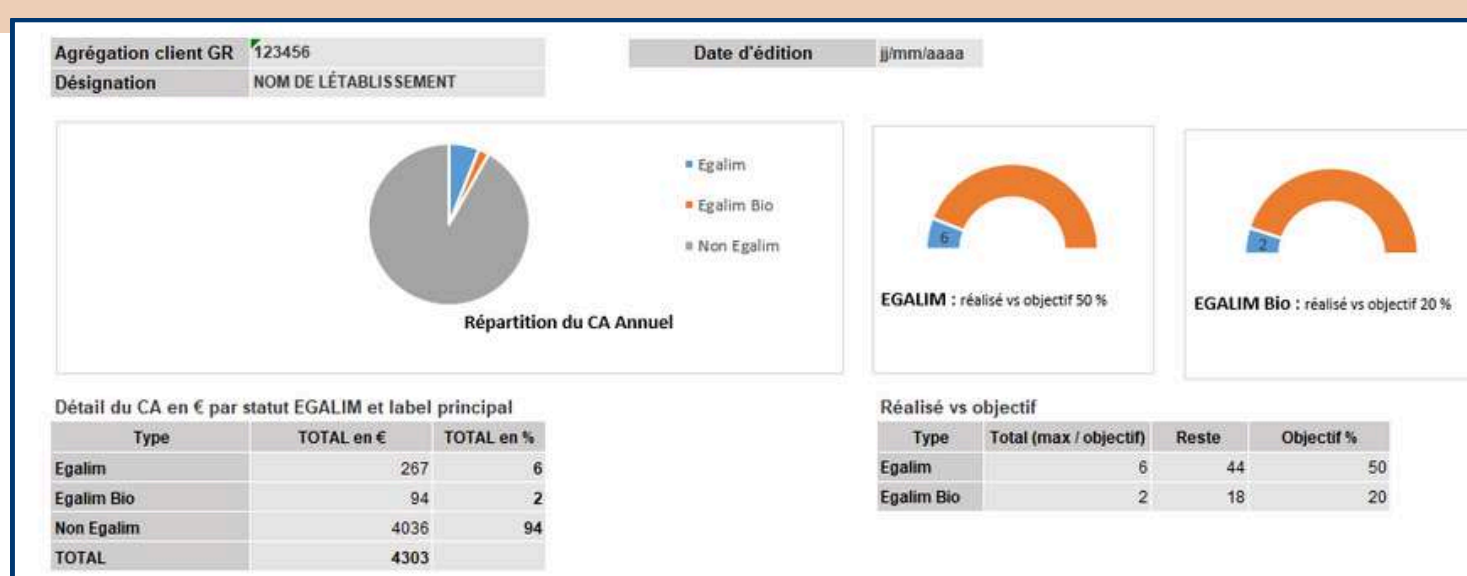 Agrégation client GR 123456
Date d'édition jj/mm/aaaa
Désignation NOM DE LÉTABLISSEMENT
Egalim
Egalim Bio
Non Egalim
Répartition du CA Annuel
6
EGALIM : réalisé vs objectif 50 %
2
EGALIM Bio : réalisé vs objectif 20 %
Détail du CA en € par statut EGALIM et label principal
Type TOTAL en € TOTAL en %
Egalim 267 6
Egalim Bio 94 2
Non Egalim 4036 94
TOTAL 4303
Réalisé vs objectif
Type Total (max / objectif) Reste Objectif %
Egalim 6 44 50
Egalim Bio 2 18 20